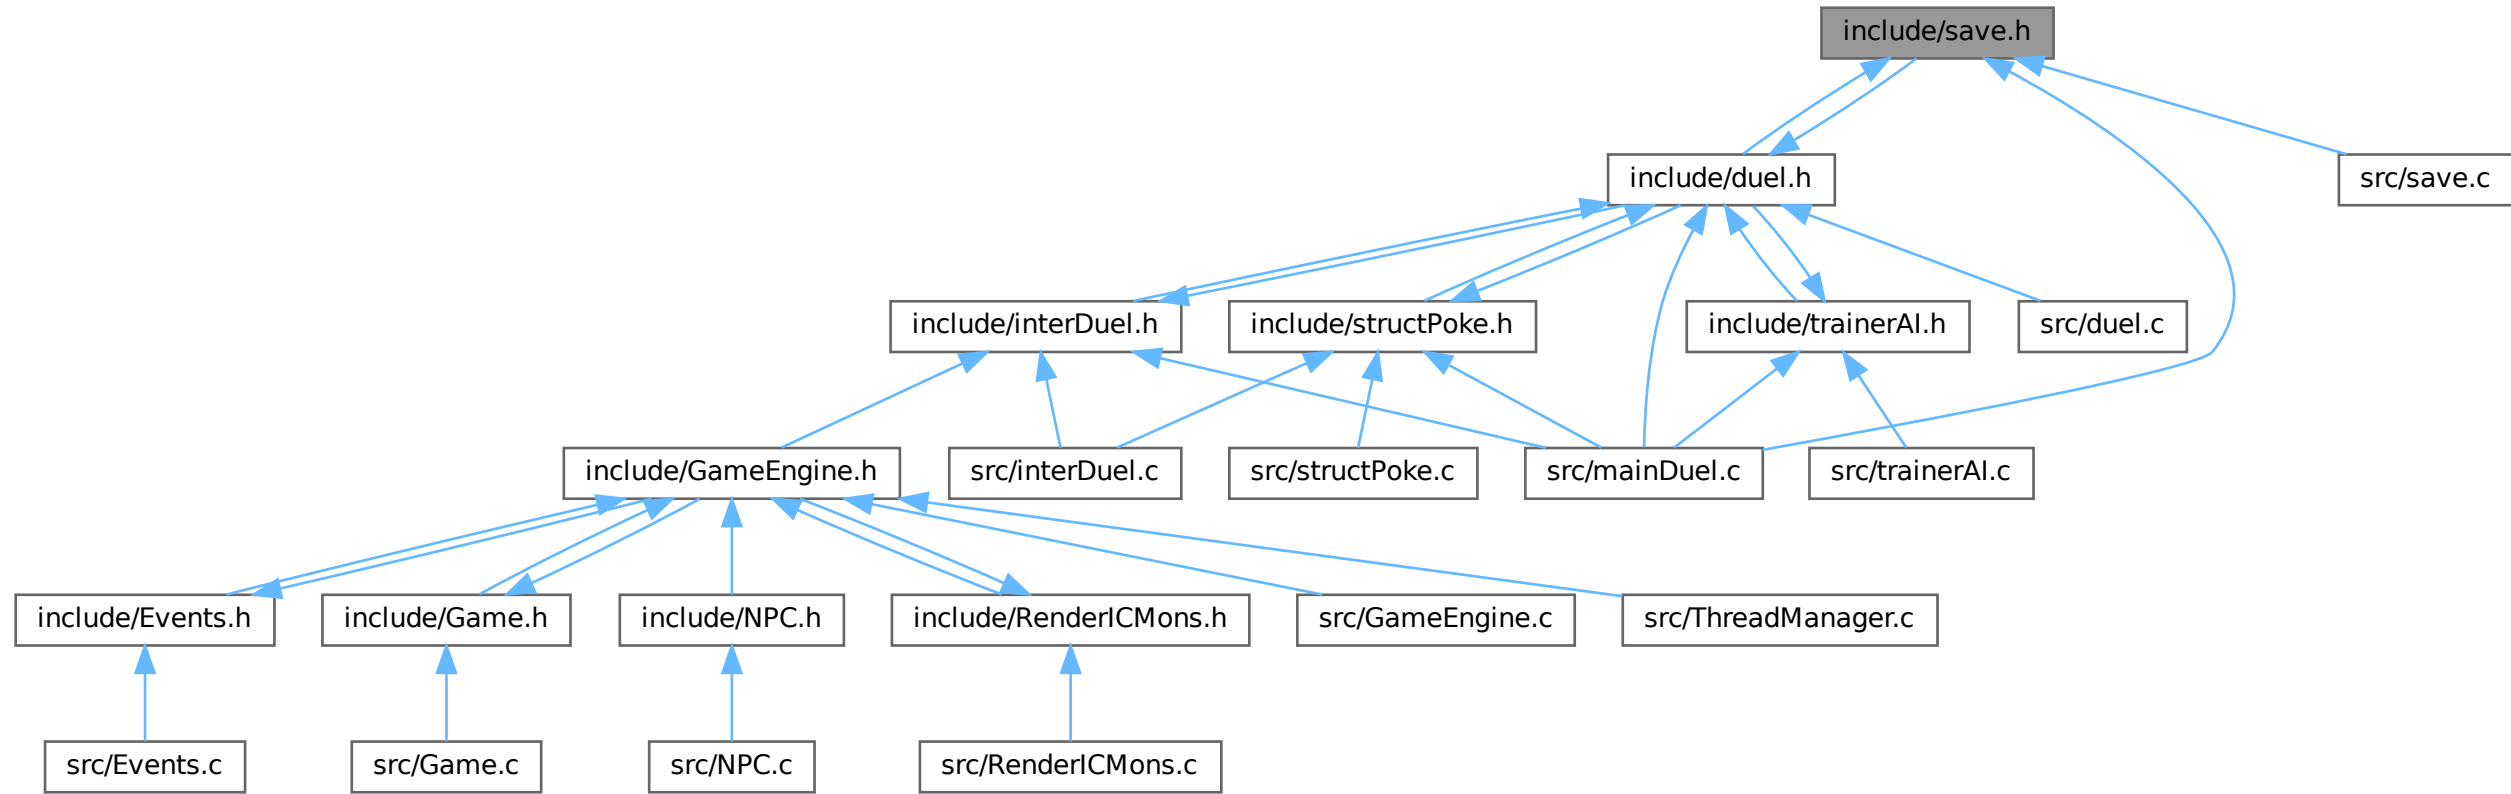 include/save.h
include/duel.h
src/save.c
include/interDuel.h
include/structPoke.h
include/trainerAI.h
src/duel.c
include/GameEngine.h
src/interDuel.c
src/structPoke.c
src/mainDuel.c
src/trainerAI.c
include/Events.h
include/Game.h
include/NPC.h
include/RenderICMons.h
src/GameEngine.c
src/ThreadManager.c
src/Events.c
src/Game.c
src/NPC.c
src/RenderICMons.c